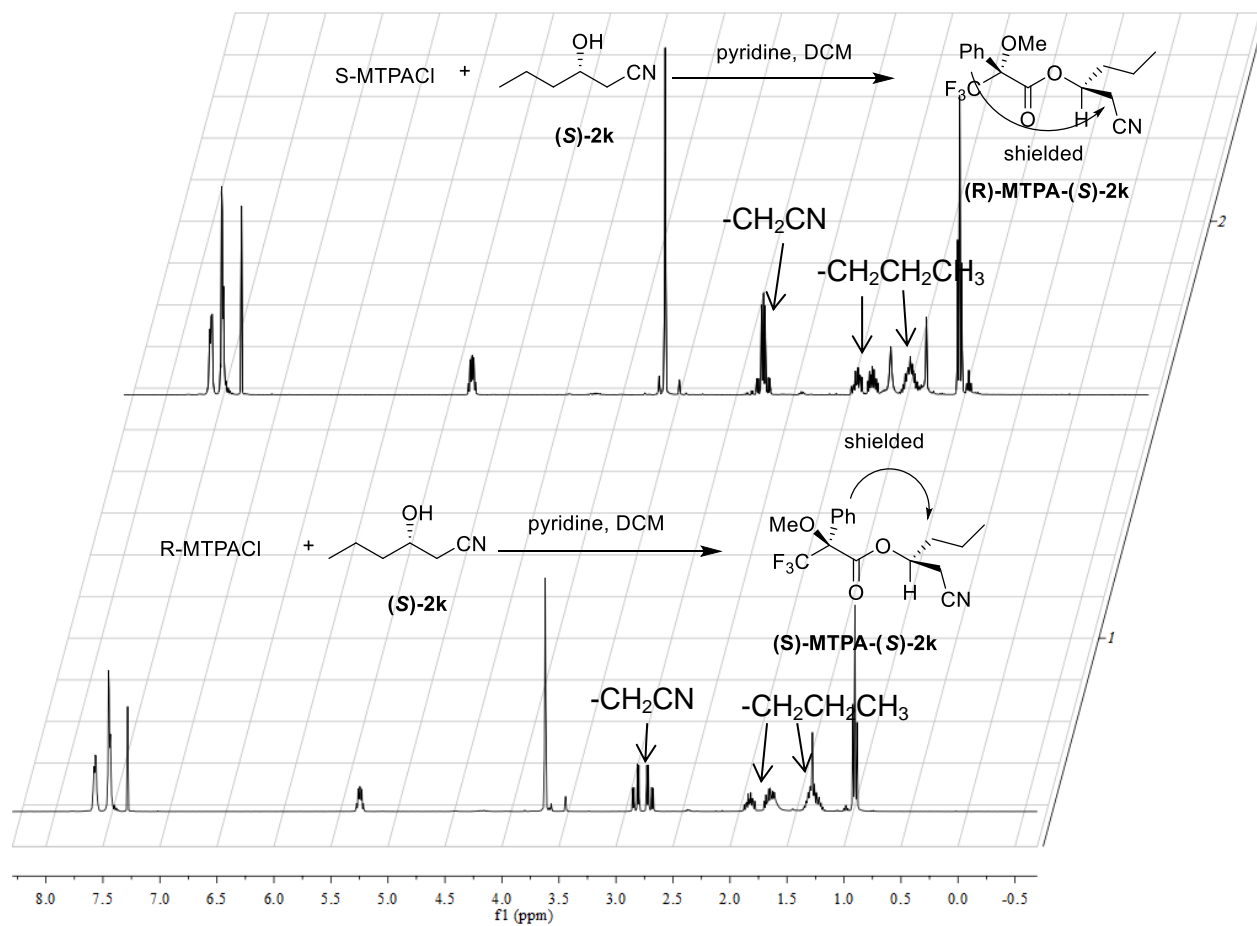 S-MTPACl
+
OH
CN
(S)-2k
pyridine, DCM
Ph
OMe
F3C
O
O
H
CN
shielded
(R)-MTPA-(S)-2k
2
-CH2CN
-CH2CH2CH3
shielded
R-MTPACl
+
OH
CN
(S)-2k
pyridine, DCM
MeO
Ph
F3C
O
O
H
CN
(S)-MTPA-(S)-2k
1
-CH2CN
-CH2CH2CH3
8.0 7.5 7.0 6.5 6.0 5.5 5.0 4.5 4.0 3.5 3.0 2.5 2.0 1.5 1.0 0.5 0.0 -0.5
f1 (ppm)